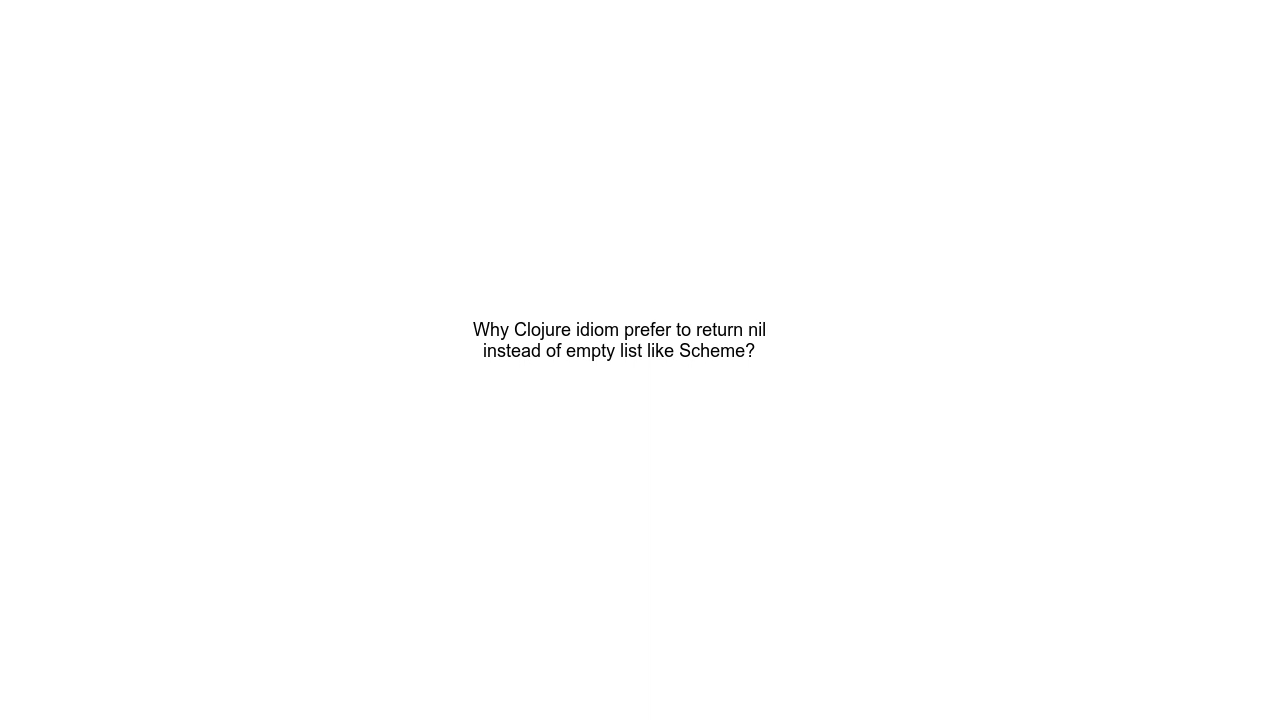 Why Clojure idiom prefer to return nil
instead of empty list like Scheme?